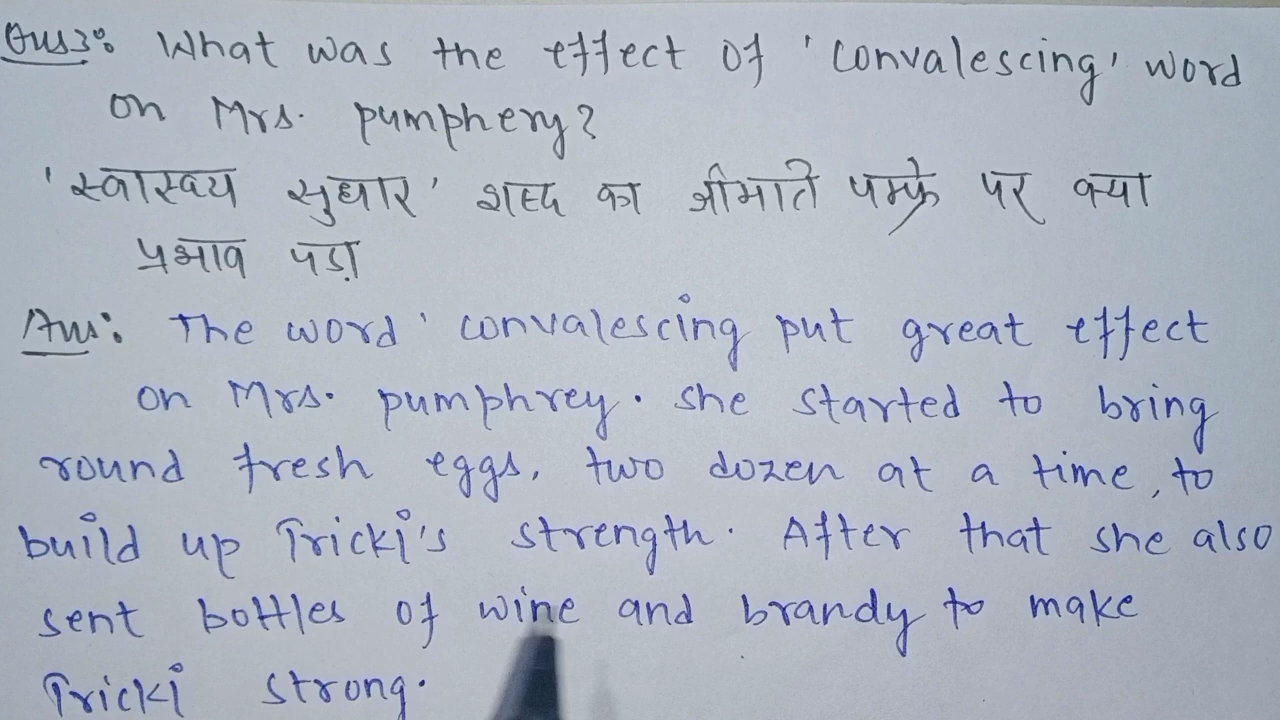 Ans3: What was the effect of 'convalescing' word
on Mrs. pumphery?
'स्वास्थ्य सुधार' शब्द का श्रीमति पम्फ्रे पर क्या
प्रभाव पड़ा
Ans: The word 'convalescing put great effect
on Mrs. pumphrey. she started to bring
round fresh eggs, two dozen at a time, to
build up Tricki's strength. After that she also
sent bottles of wine and brandy to make
Tricki strong.